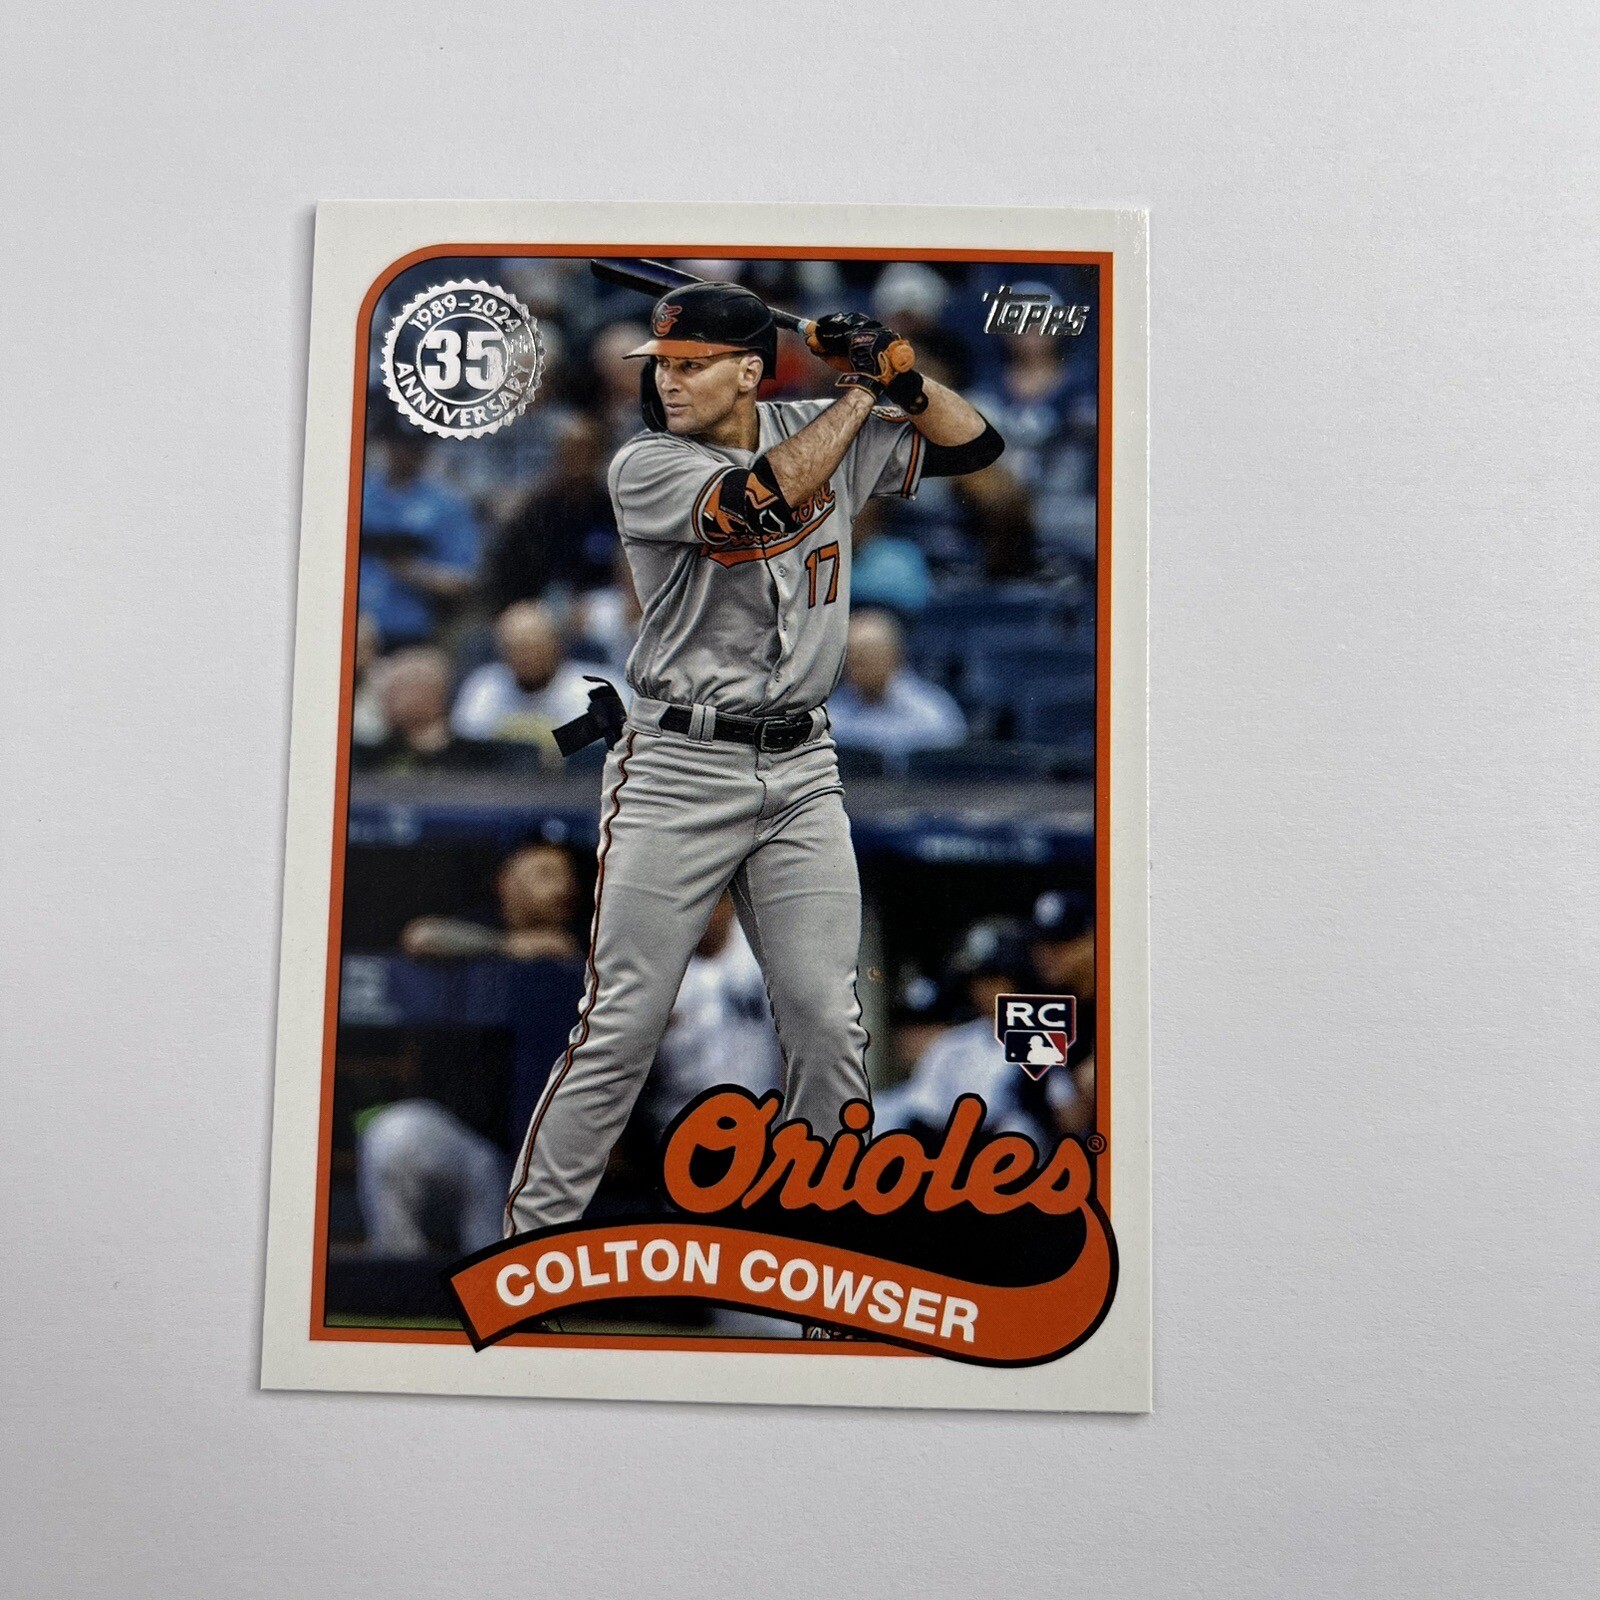 1989-2024
35
ANNIVERSARY
Topps
17
RC
Orioles®
COLTON COWSER